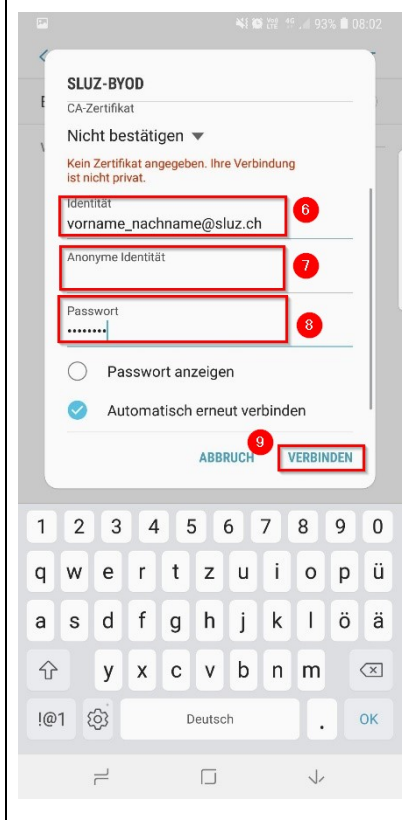 93% 08:02
SLUZ-BYOD
CA-Zertifikat
Nicht bestätigen
Kein Zertifikat angegeben. Ihre Verbindung
ist nicht privat.
Identität
6
vorname_nachname@sluz.ch
Anonyme Identität
7
Passwort
8
••••••••
Passwort anzeigen
Automatisch erneut verbinden
9
ABBRUCH VERBINDEN
1 2 3 4 5 6 7 8 9 0
q w e r t z u i o p ü
a s d f g h j k l ö ä
y x c v b n m
!@1 Deutsch . OK